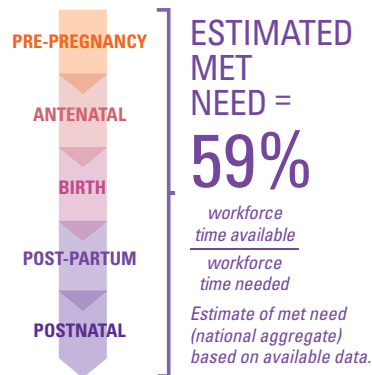 PRE-PREGNANCY
ANTENATAL
BIRTH
POST-PARTUM
POSTNATAL
ESTIMATED
MET
NEED =
59%
workforce
time available
workforce
time needed
Estimate of met need
(national aggregate)
based on available data.